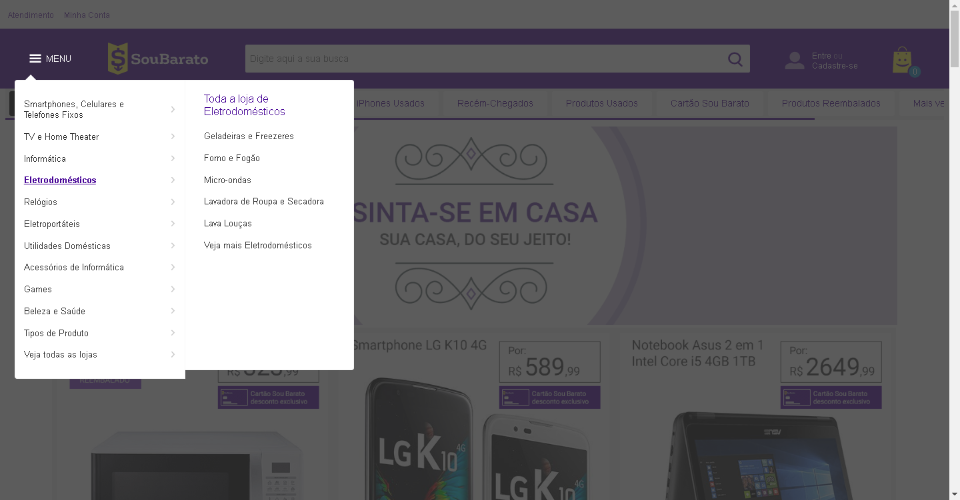 Atendimento Minha Conta
MENU
SouBarato
Digite aqui a sua busca
Entre ou
Cadastre-se
0
Smartphones, Celulares e
Telefones Fixos
TV e Home Theater
Informática
Eletrodomésticos
Relógios
Eletroportáteis
Utilidades Domésticas
Acessórios de Informática
Games
Beleza e Saúde
Tipos de Produto
Veja todas as lojas
Toda a loja de
Eletrodomésticos
Geladeiras e Freezeres
Forno e Fogão
Micro-ondas
Lavadora de Roupa e Secadora
Lava Louças
Veja mais Eletrodomésticos
iPhones Usados
Recém-Chegados
Produtos Usados
Cartão Sou Barato
Produtos Reembalados
Mais ve
SINTA-SE EM CASA
SUA CASA, DO SEU JEITO!
R$ ,99
REEMBALADO
Cartão Sou Barato
desconto exclusivo
Smartphone LG K10 4G
Por:
R$ 589,99
Cartão Sou Barato
desconto exclusivo
LG K10 4G
LG K10 4G
Notebook Asus 2 em 1
Intel Core i5 4GB 1TB
Por:
R$ 2649,99
Cartão Sou Barato
desconto exclusivo